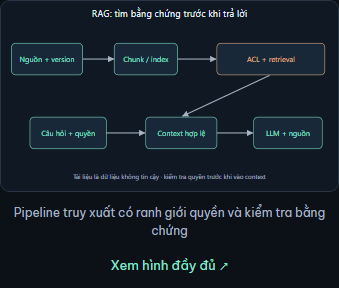 RAG: tìm bằng chứng trước khi trả lời
Nguồn + version
Chunk / index
ACL + retrieval
Câu hỏi + quyền
Context hợp lệ
LLM + nguồn
Tài liệu là dữ liệu không tin cậy · kiểm tra quyền trước khi vào context
Pipeline truy xuất có ranh giới quyền và kiểm tra bằng
chứng
Xem hình đầy đủ ↗